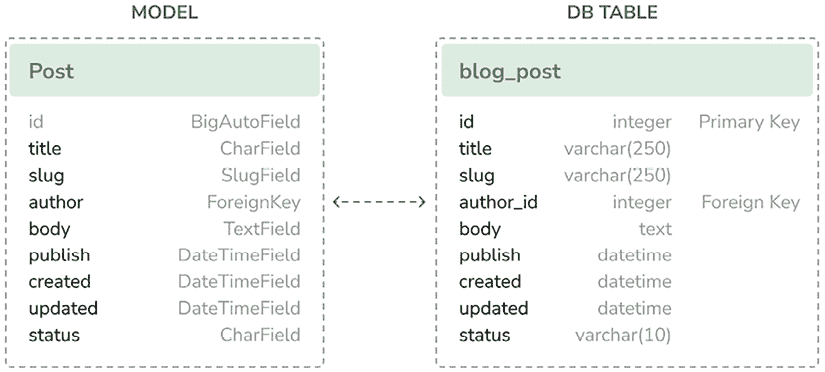 MODEL
Post
id BigAutoField
title CharField
slug SlugField
author ForeignKey
body TextField
publish DateTimeField
created DateTimeField
updated DateTimeField
status CharField
DB TABLE
blog_post
id integer Primary Key
title varchar(250)
slug varchar(250)
author_id integer Foreign Key
body text
publish datetime
created datetime
updated datetime
status varchar(10)